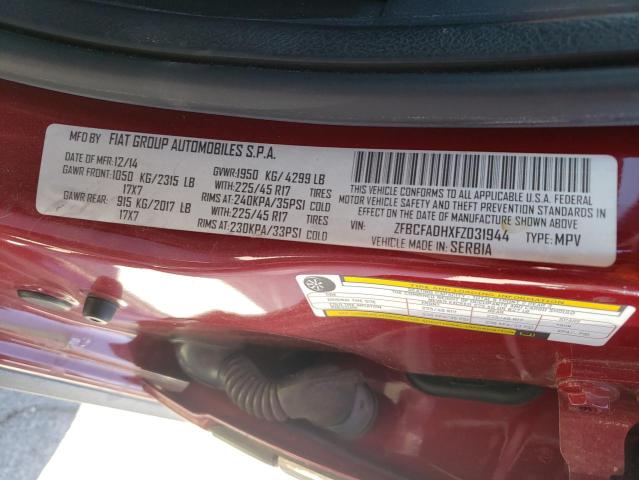 MFD BY FIAT GROUP AUTOMOBILES S.P.A.
DATE OF MFR: 12/14 GVWR: 1950 KG/4299 LB
GAWR FRONT: 1050 KG/2315 LB WITH: 225/45 R17 TIRES
17X7 RIMS AT: 240KPA/35PSI COLD
GAWR REAR: 915 KG/2017 LB WITH: 225/45 R17 TIRES
17X7 RIMS AT: 230KPA/33PSI COLD
THIS VEHICLE CONFORMS TO ALL APPLICABLE U.S.A. FEDERAL
MOTOR VEHICLE SAFETY AND THEFT PREVENTION STANDARDS
IN EFFECT ON THE DATE OF MANUFACTURE SHOWN ABOVE.
VIN: ZFBCFADHXFZ031944 TYPE: MPV
VEHICLE MADE IN: SERBIA
TIRE AND LOADING INFORMATION